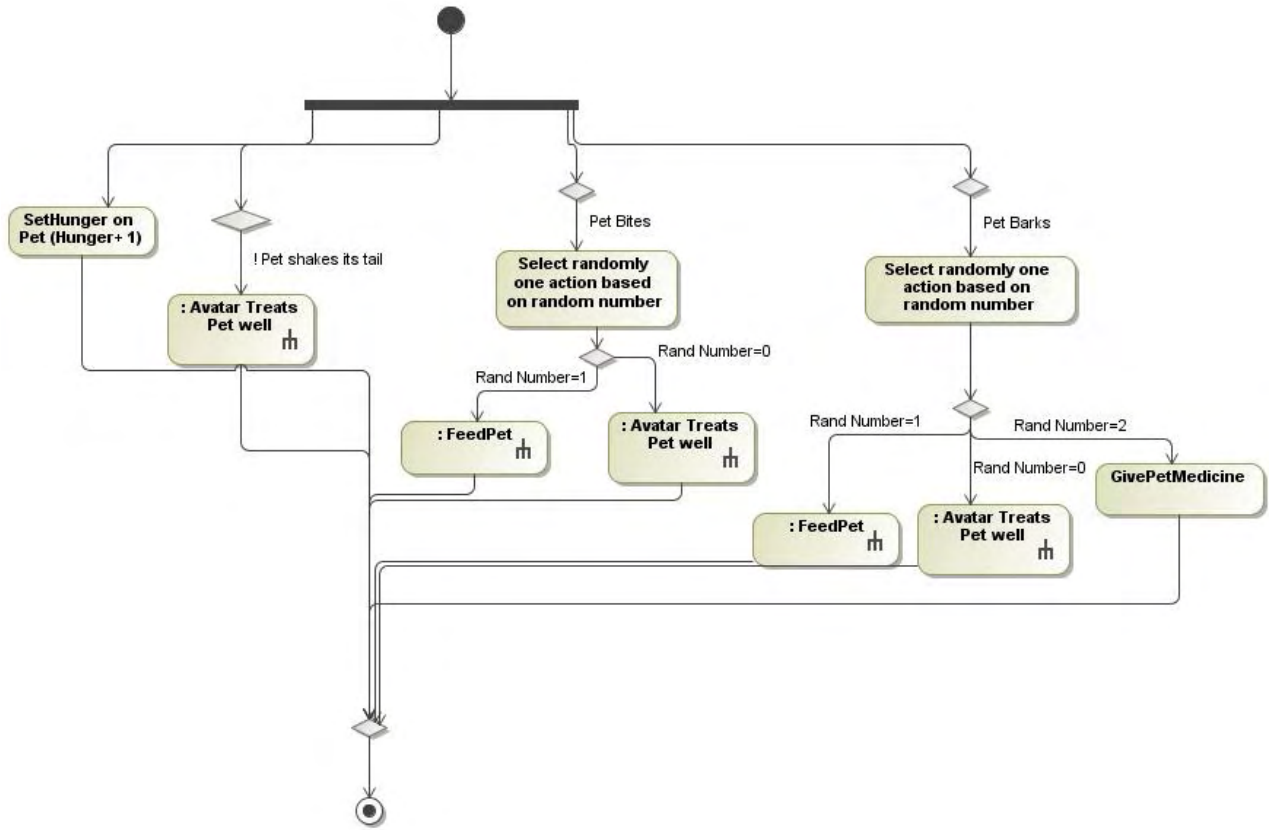 SetHunger on
Pet (Hunger+ 1)
! Pet shakes its tail
: Avatar Treats
Pet well
Pet Bites
Select randomly
one action based
on random number
Rand Number=1
Rand Number=0
: FeedPet
: Avatar Treats
Pet well
Pet Barks
Select randomly one
action based on
random number
Rand Number=1
Rand Number=2
Rand Number=0
: FeedPet
: Avatar Treats
Pet well
GivePetMedicine